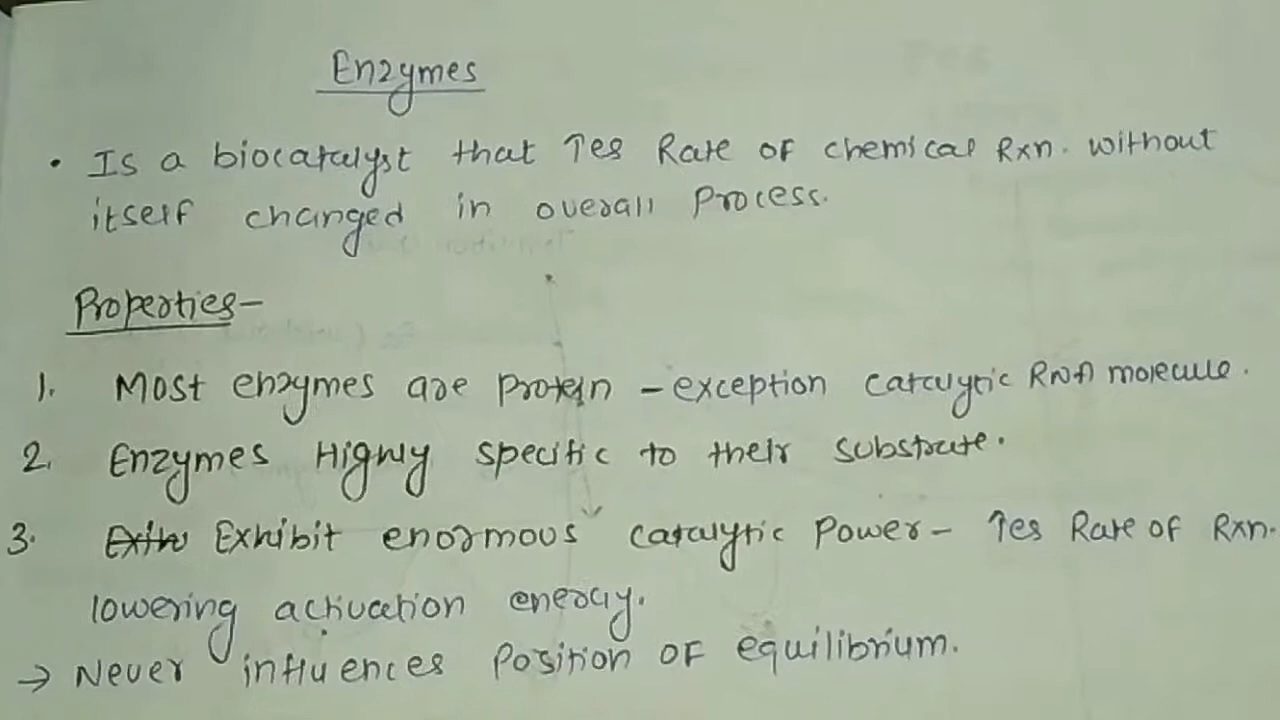 Enzymes
• Is a biocatalyst that ↑es Rate of chemical Rxn. without
itself changed in overall Process.
Properties-
1. Most enzymes are protein - exception catalytic RNA molecule.
2. Enzymes Highly specific to their substrate.
3. Exhibit enormous catalytic Power - ↑es Rate of Rxn.
lowering activation energy.
→ Never influences Position of equilibrium.